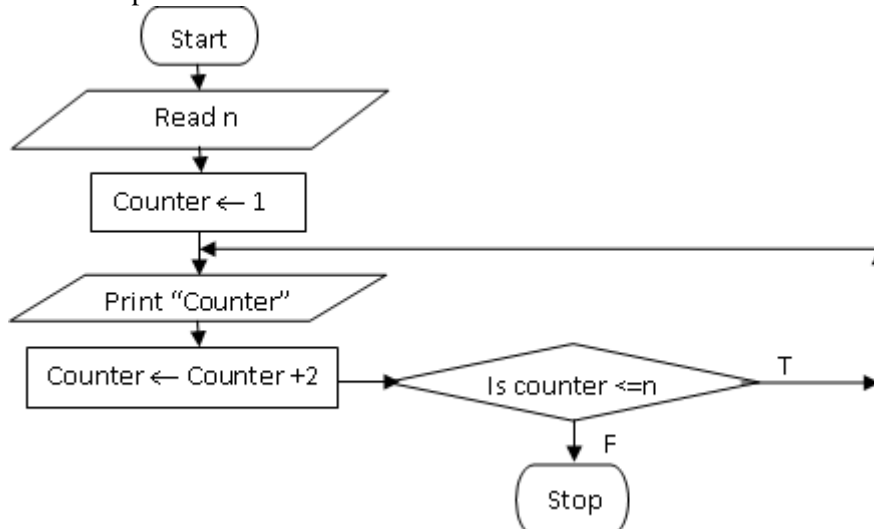 Start
Read n
Counter ← 1
Print “Counter”
Counter ← Counter +2
Is counter <=n
T
F
Stop